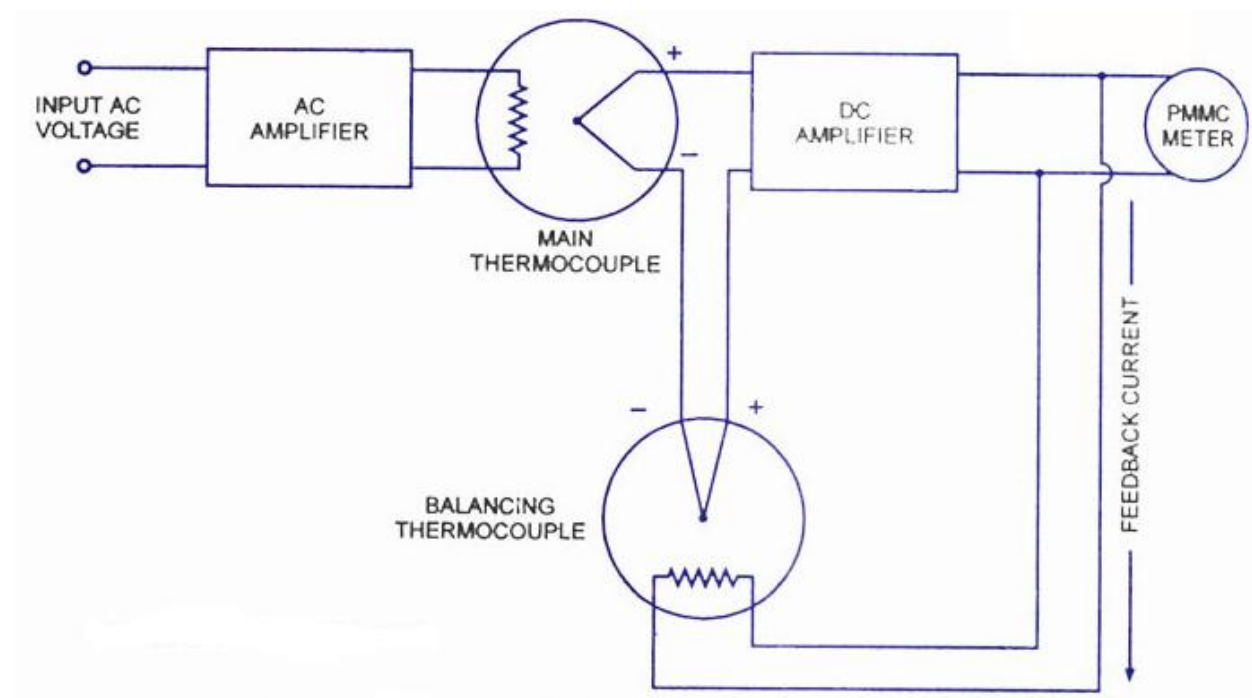 INPUT AC
VOLTAGE
AC
AMPLIFIER
+
−
MAIN
THERMOCOUPLE
DC
AMPLIFIER
PMMC
METER
− +
BALANCING
THERMOCOUPLE
FEEDBACK CURRENT